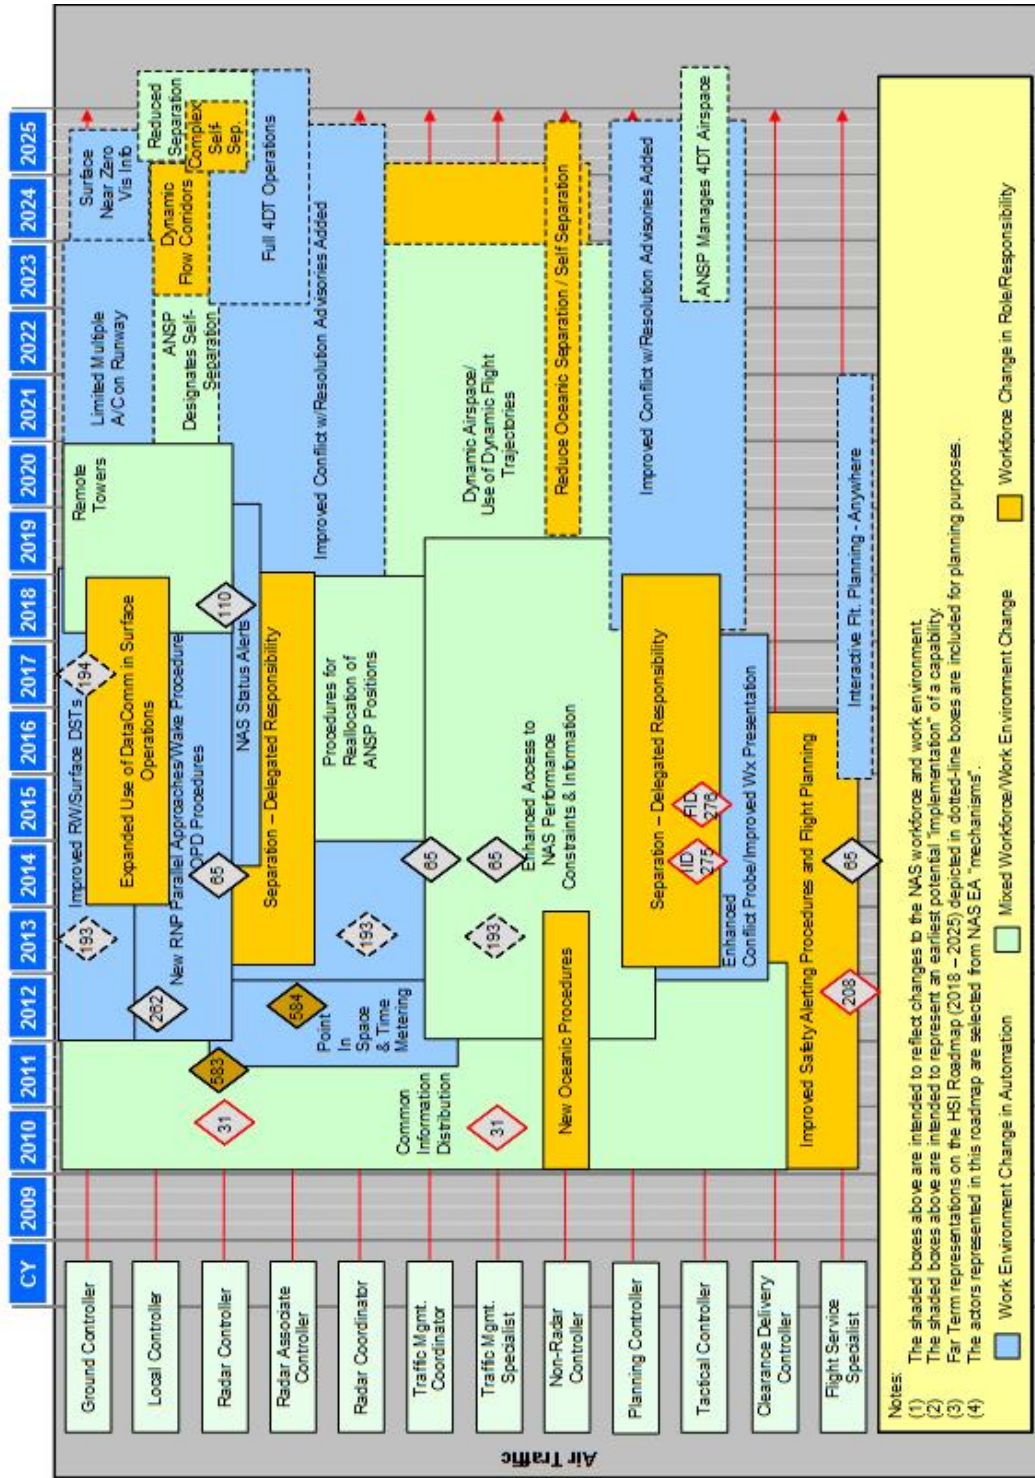 CY
2009
2010
2011
2012
2013
2014
2015
2016
2017
2018
2019
2020
2021
2022
2023
2024
2025
Air Traffic
Ground Controller
Local Controller
Radar Controller
Radar Associate
Controller
Radar Coordinator
Traffic Mgmt.
Coordinator
Traffic Mgmt.
Specialist
Non-Radar
Controller
Planning Controller
Tactical Controller
Clearance Delivery
Controller
Flight Service
Specialist
Improved RW/Surface DSTs
193
194
Expanded Use of DataComm in Surface
Operations
Remote
Towers
Limited Multiple
A/C on Runway
Surface
Near Zero
Vis Info
262
New RNP Parallel Approaches/Wake Procedure
OPD Procedures
ANSP
Designates Self-
Separation
Dynamic
Flow Corridors
Reduced
Separation
Complex
Self-
Sep.
31
583
65
110
NAS Status Alerts
Full 4DT Operations
584
Separation – Delegated Responsibility
Improved Conflict w/Resolution Advisories Added
Point
In
Space
& Time
Metering
193
Procedures for
Reallocation of
ANSP Positions
Common
Information
Distribution
65
31
193
65
Enhanced Access to
NAS Performance
Constraints & Information
Dynamic Airspace/
Use of Dynamic Flight
Trajectories
New Oceanic Procedures
Reduce Oceanic Separation / Self Separation
Separation – Delegated Responsibility
Improved Conflict w/Resolution Advisories Added
275
FID
276
ANSP Manages 4DT Airspace
Enhanced
Conflict Probe/Improved Wx Presentation
Improved Safety Alerting Procedures and Flight Planning
208
65
Interactive Flt. Planning - Anywhere
Notes:
(1) The shaded boxes above are intended to reflect changes to the NAS workforce and work environment.
(2) The shaded boxes above are intended to represent an earliest potential "implementation" of a capability.
(3) Far Term representations on the HSI Roadmap (2018 – 2025) depicted in dotted-line boxes are included for planning purposes.
(4) The actors represented in this roadmap are selected from NAS EA "mechanisms".
Work Environment Change in Automation
Mixed Workforce/Work Environment Change
Workforce Change in Role/Responsibility